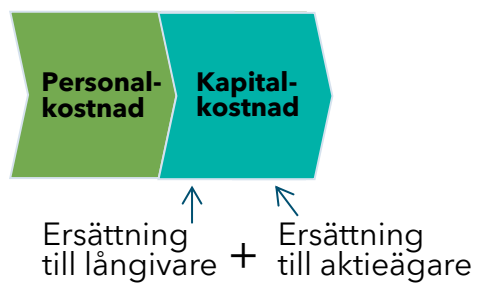 Personal-
kostnad
Kapital-
kostnad
Ersättning
till långivare
+
Ersättning
till aktieägare